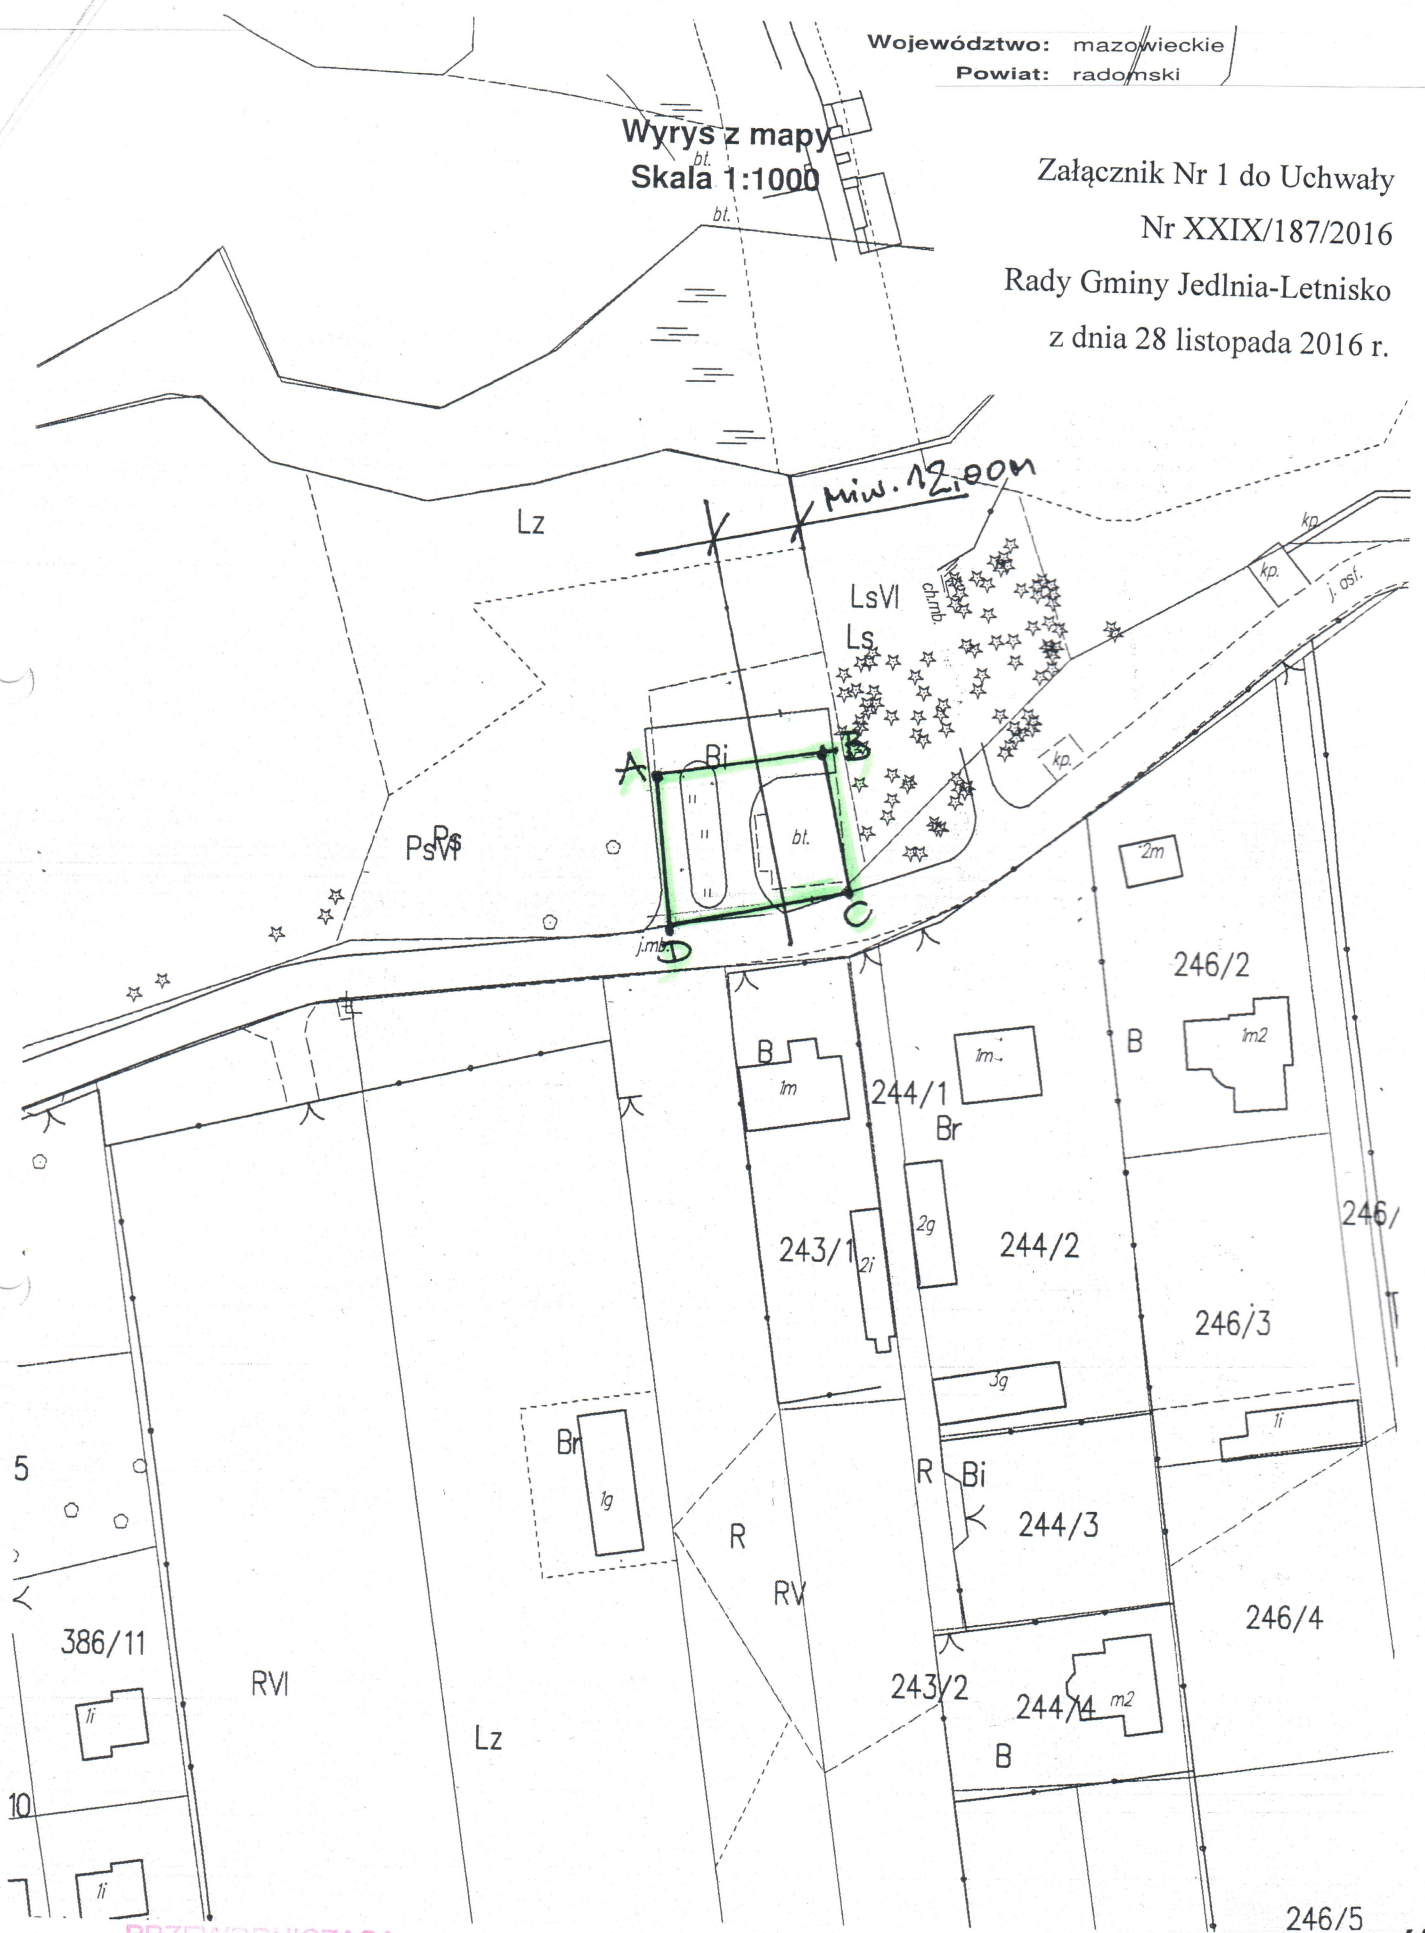 Województwo: mazowieckie
Powiat: radomski
Wyrys z mapy
bt.
Skala 1:1000
bt.
Załącznik Nr 1 do Uchwały
Nr XXIX/187/2016
Rady Gminy Jedlnia-Letnisko
z dnia 28 listopada 2016 r.
min. 12,00m
Lz
kp.
kp.
j. asf.
LsVI
ch.mb.
Ls
A
Bi
B
kp.
bt.
PsVI
Ps
2m
C
j.mb.
D
246/2
B
1m
1m2
B
1m
244/1
Br
246/
2g
243/1
2i
244/2
246/3
3g
1i
Br
5
1g
R
Bi
R
244/3
RV
246/4
386/11
RVI
243/2
244/4
m2
1i
Lz
B
10
1i
246/5
PRZEWODNICZĄCA